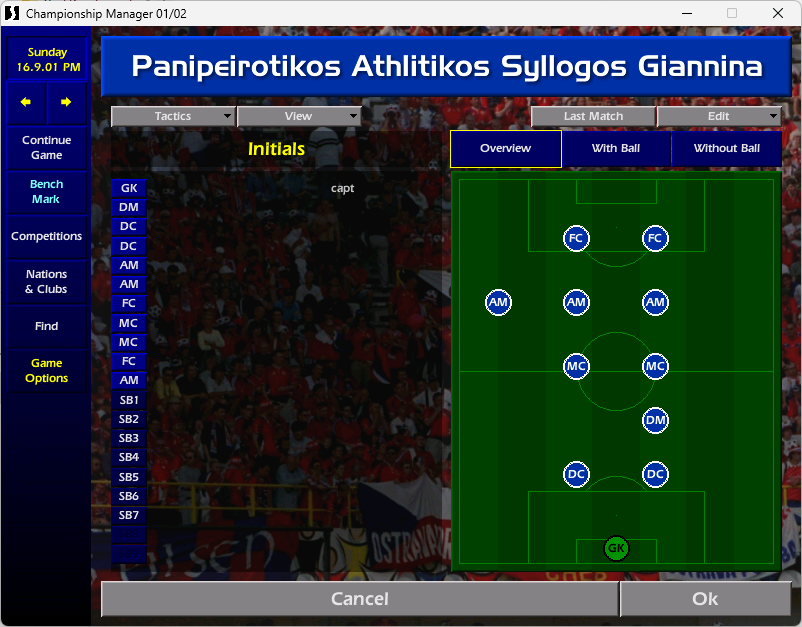 Championship Manager 01/02
Sunday
16.9.01 PM
Continue
Game
Bench
Mark
Competitions
Nations
& Clubs
Find
Game
Options
Panipeirotikos Athlitikos Syllogos Giannina
Tactics View Last Match Edit
Initials
GK capt
DM
DC
DC
AM
AM
FC
MC
MC
FC
AM
SB1
SB2
SB3
SB4
SB5
SB6
SB7
Overview With Ball Without Ball
FC FC
AM AM AM
MC MC
DM
DC DC
GK
Cancel Ok